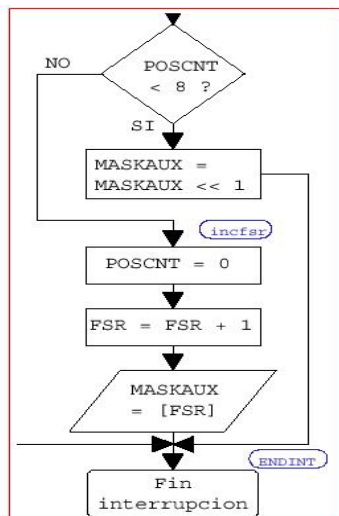 POSCNT
< 8 ?
NO
SI
MASKAUX =
MASKAUX << 1
incfsr
POSCNT = 0
FSR = FSR + 1
MASKAUX
= [FSR]
ENDINT
Fin
interrupcion